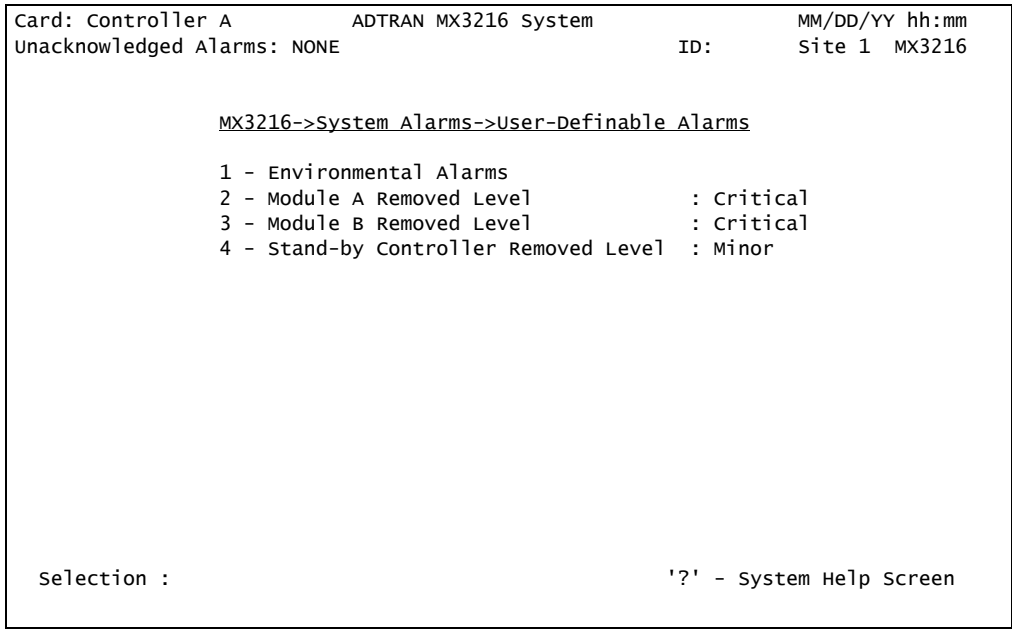 Card: Controller A ADTRAN MX3216 System MM/DD/YY hh:mm
Unacknowledged Alarms: NONE ID: Site 1 MX3216
MX3216->System Alarms->User-Definable Alarms
1 - Environmental Alarms
2 - Module A Removed Level : Critical
3 - Module B Removed Level : Critical
4 - Stand-by Controller Removed Level : Minor
Selection : '?' - System Help Screen